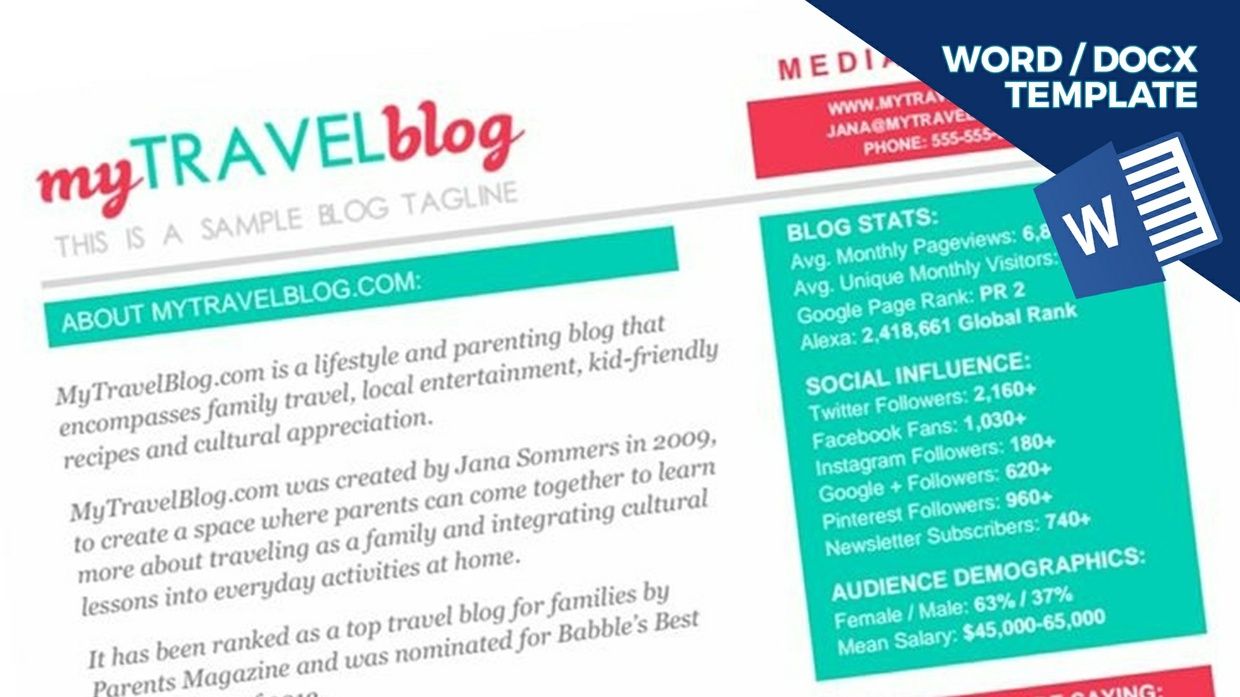 WORD / DOCX
TEMPLATE
W
myTRAVELblog
THIS IS A SAMPLE BLOG TAGLINE
MEDIA
WWW.MYTRAV
JANA@MYTRAVEL
PHONE: 555-555-
ABOUT MYTRAVELBLOG.COM:
MyTravelBlog.com is a lifestyle and parenting blog that
encompasses family travel, local entertainment, kid-friendly
recipes and cultural appreciation.
MyTravelBlog.com was created by Jana Sommers in 2009,
to create a space where parents can come together to learn
more about traveling as a family and integrating cultural
lessons into everyday activities at home.
It has been ranked as a top travel blog for families by
Parents Magazine and was nominated for Babble's Best
BLOG STATS:
Avg. Monthly Pageviews: 6,8
Avg. Unique Monthly Visitors:
Google Page Rank: PR 2
Alexa: 2,418,661 Global Rank
SOCIAL INFLUENCE:
Twitter Followers: 2,160+
Facebook Fans: 1,030+
Instagram Followers: 180+
Google + Followers: 620+
Pinterest Followers: 960+
Newsletter Subscribers: 740+
AUDIENCE DEMOGRAPHICS:
Female / Male: 63% / 37%
Mean Salary: $45,000-65,000
SAYING: